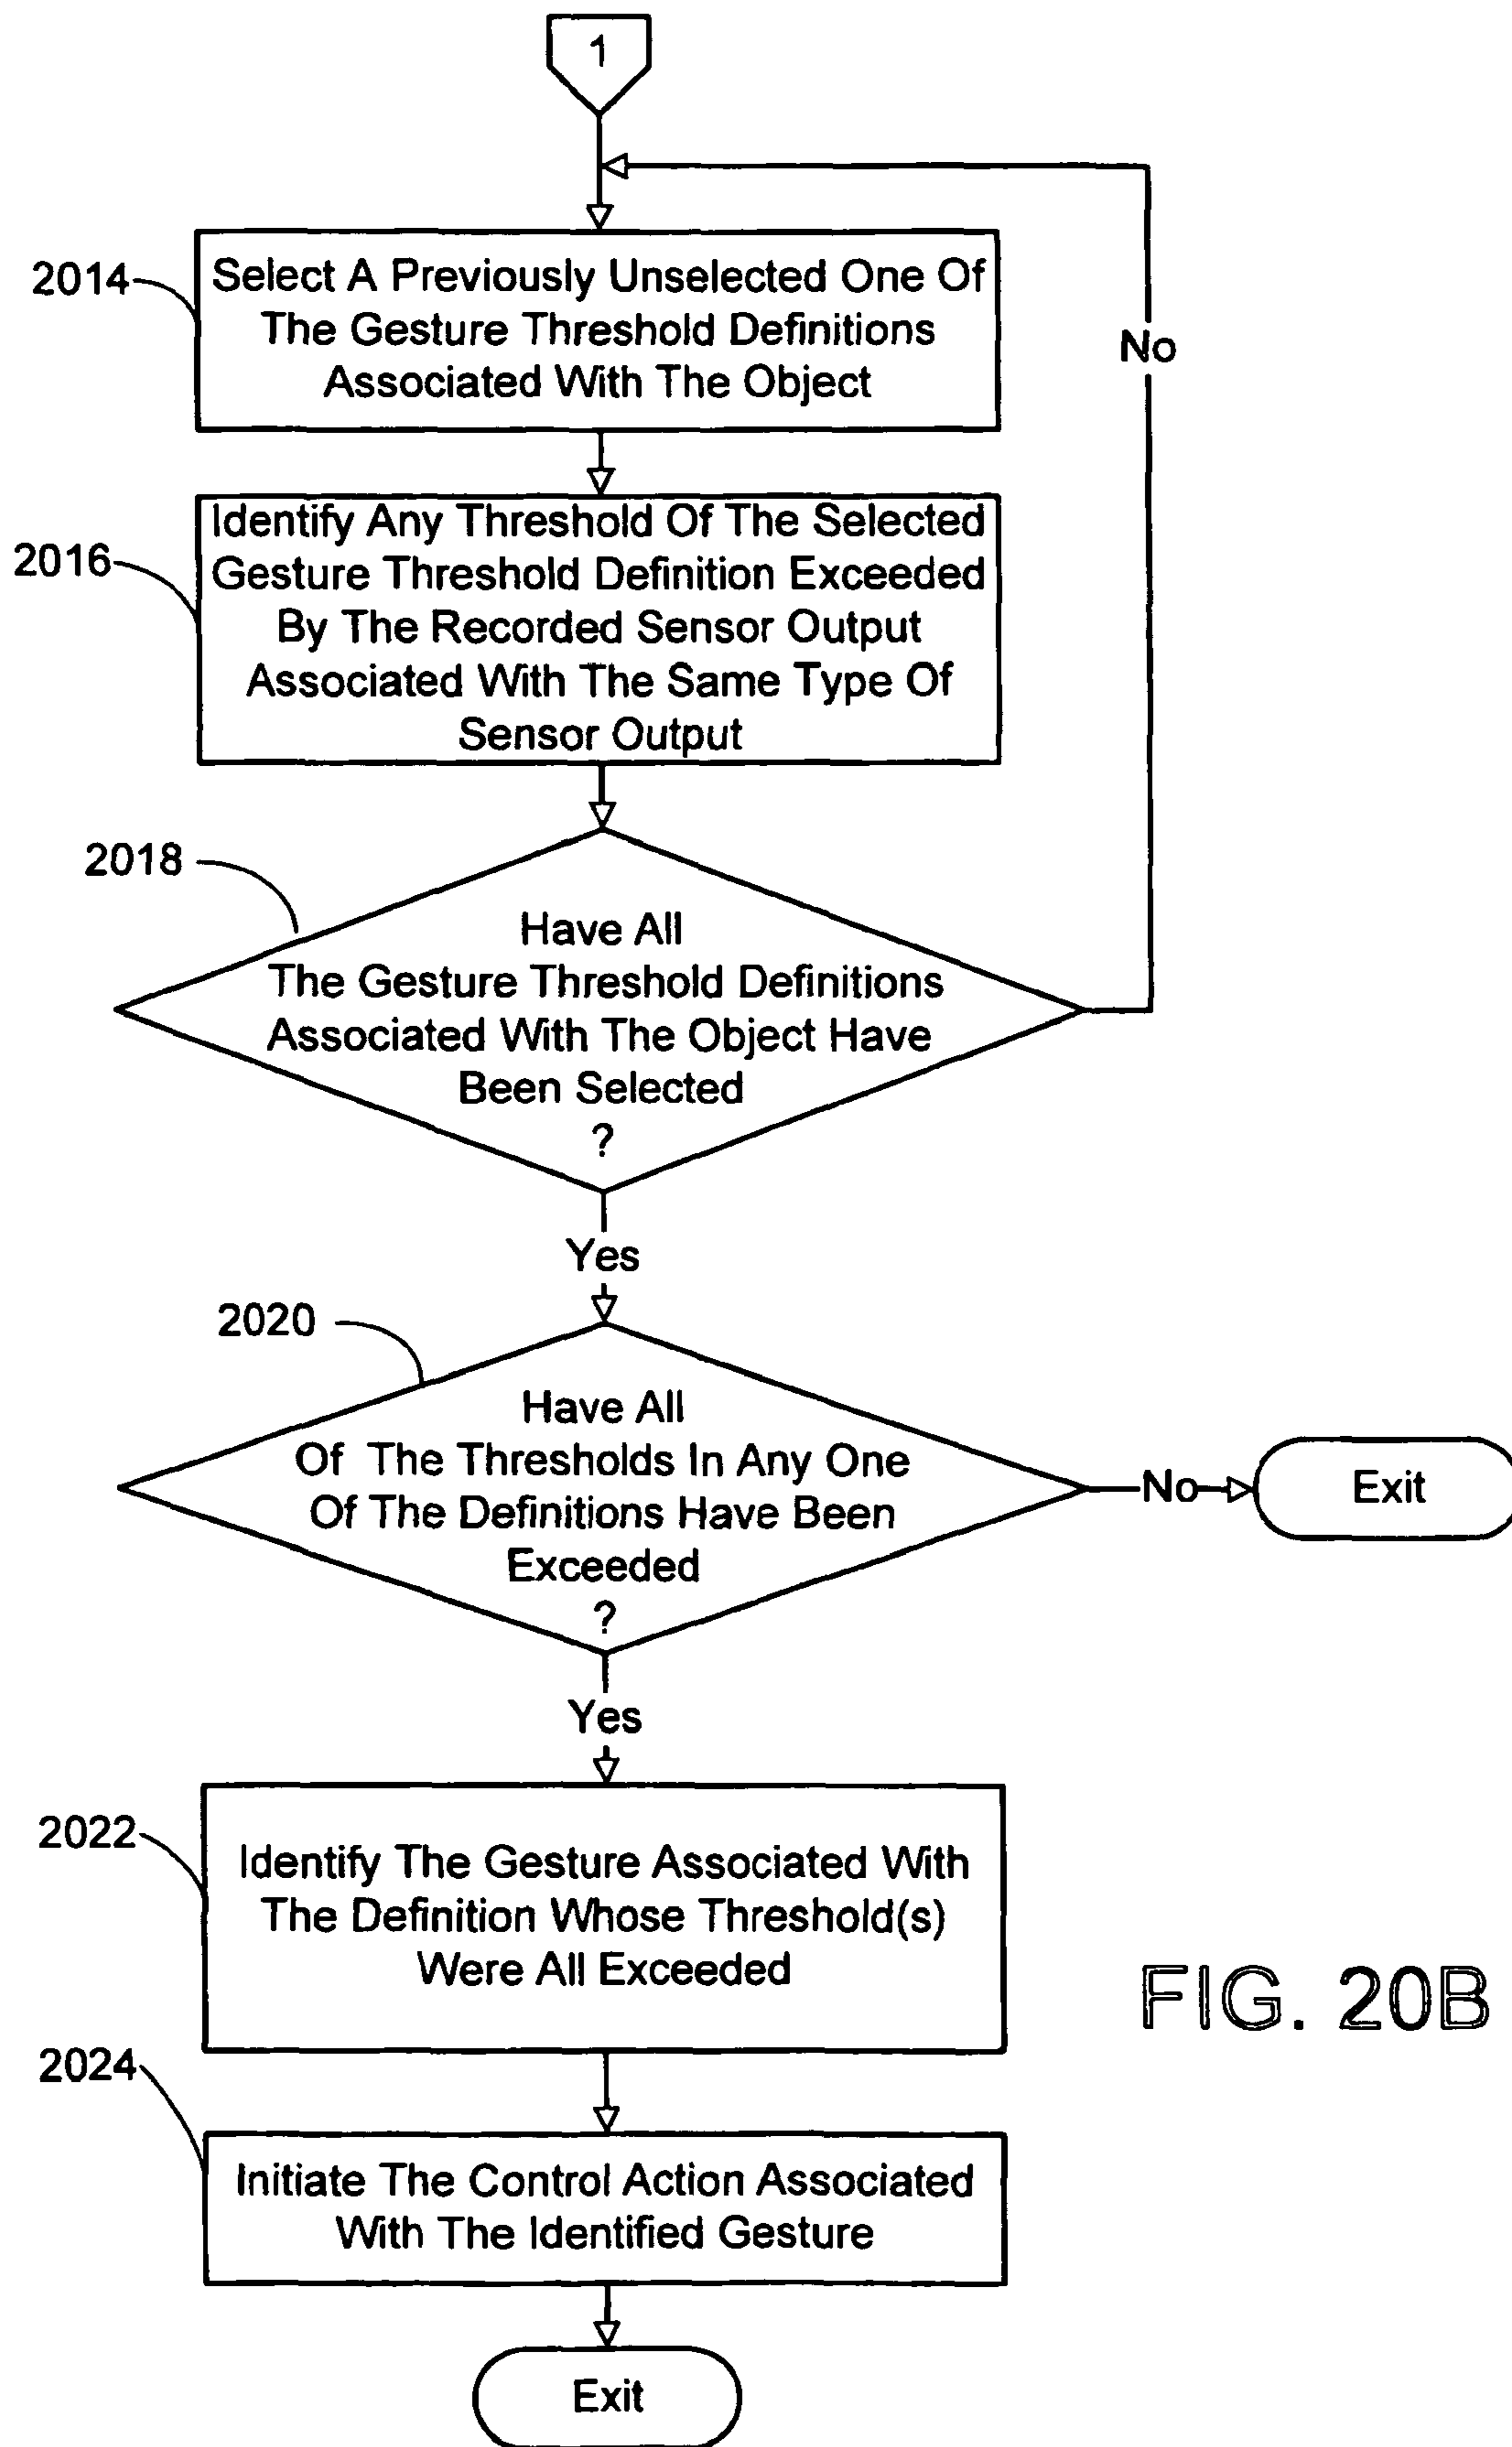 1
2014
Select A Previously Unselected One Of
The Gesture Threshold Definitions
Associated With The Object
No
2016
Identify Any Threshold Of The Selected
Gesture Threshold Definition Exceeded
By The Recorded Sensor Output
Associated With The Same Type Of
Sensor Output
2018
Have All
The Gesture Threshold Definitions
Associated With The Object Have
Been Selected
?
Yes
2020
Have All
Of The Thresholds In Any One
Of The Definitions Have Been
Exceeded
?
No
Exit
Yes
2022
Identify The Gesture Associated With
The Definition Whose Threshold(s)
Were All Exceeded
FIG. 20B
2024
Initiate The Control Action Associated
With The Identified Gesture
Exit